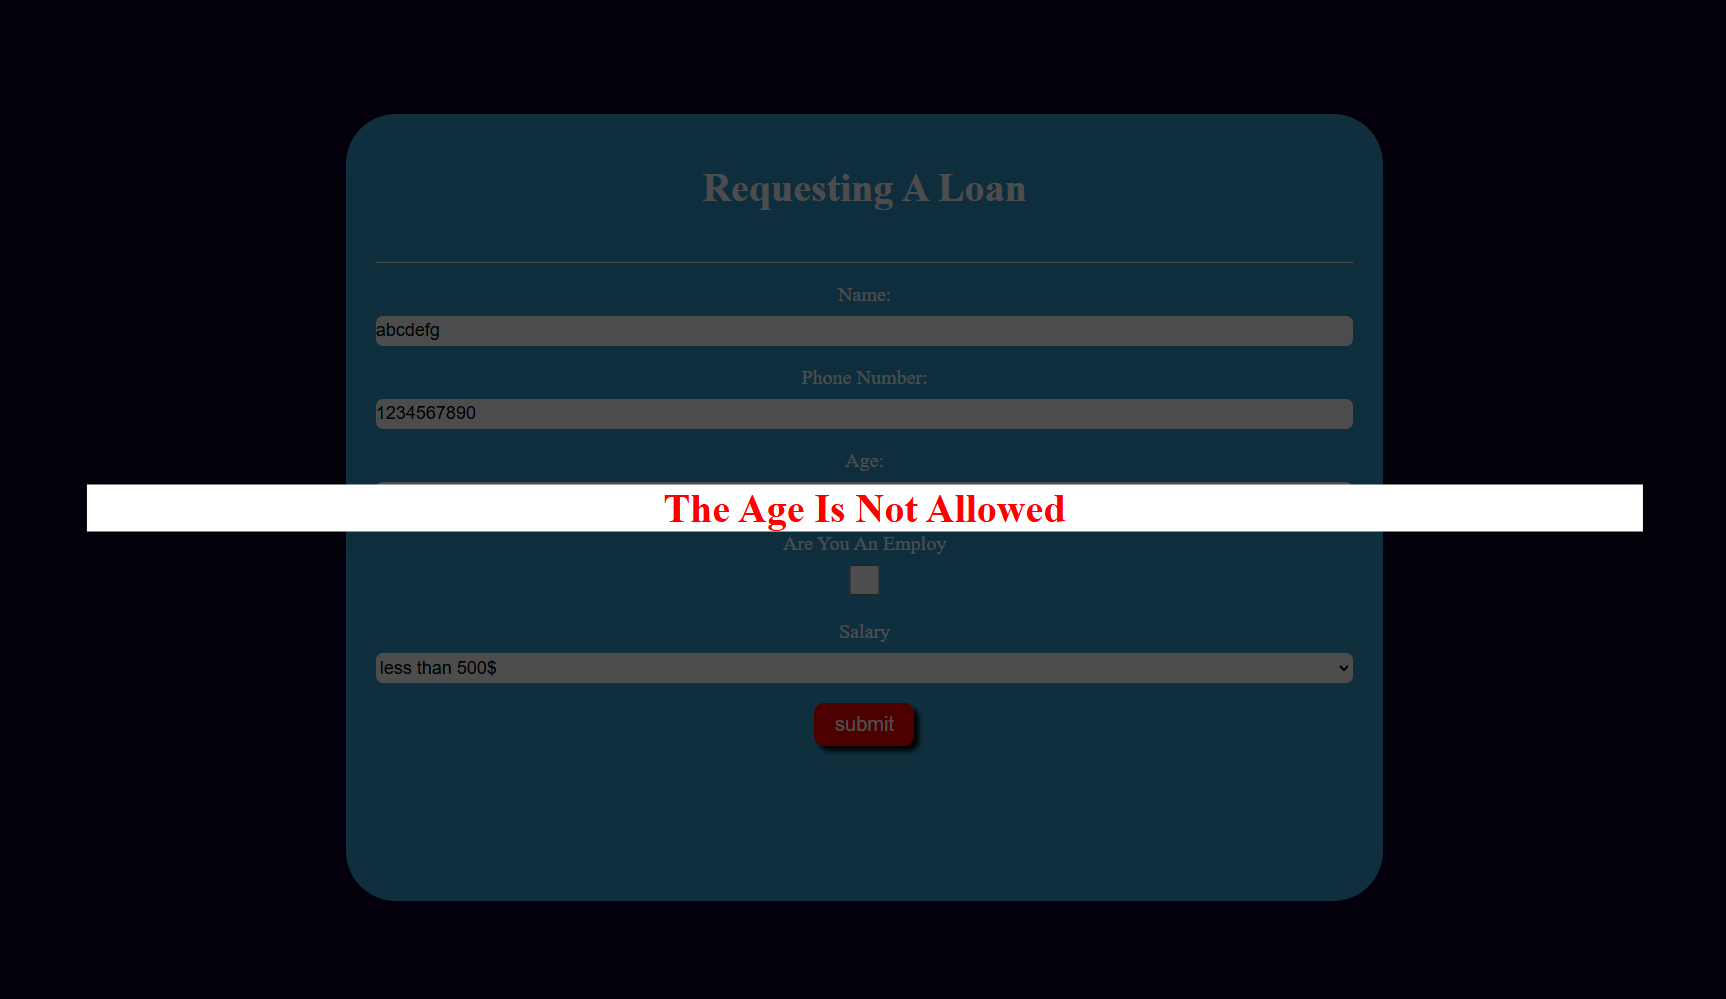 Requesting A Loan
Name:
abcdefg
Phone Number:
1234567890
Age:
The Age Is Not Allowed
Are You An Employ
Salary
less than 500$
submit